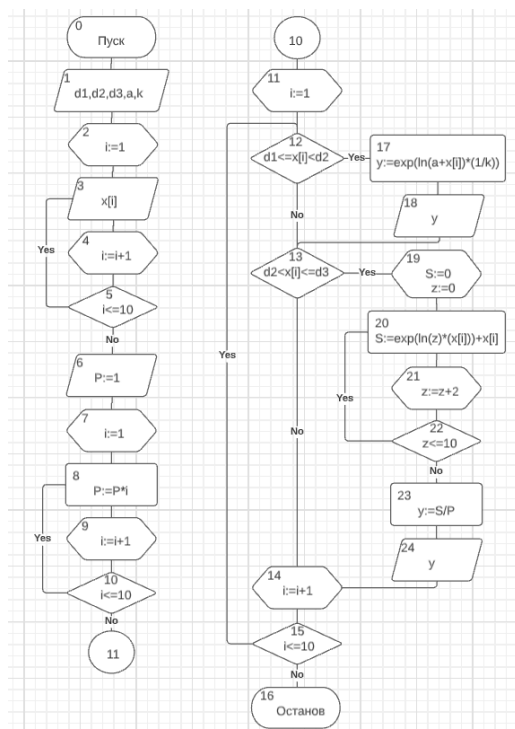 0
Пуск
1
d1,d2,d3,a,k
2
i:=1
3
x[i]
Yes
4
i:=i+1
5
i<=10
No
6
P:=1
7
i:=1
8
P:=P*i
9
i:=i+1
Yes
10
i<=10
No
11
10
11
i:=1
12
d1<=x[i]<d2
Yes
17
y:=exp(ln(a+x[i])*(1/k))
18
y
No
13
d2<x[i]<=d3
Yes
19
S:=0
z:=0
20
S:=exp(ln(z)*(x[i]))+x[i]
Yes
21
z:=z+2
Yes
22
z<=10
No
No
23
y:=S/P
24
y
14
i:=i+1
15
i<=10
No
16
Останов